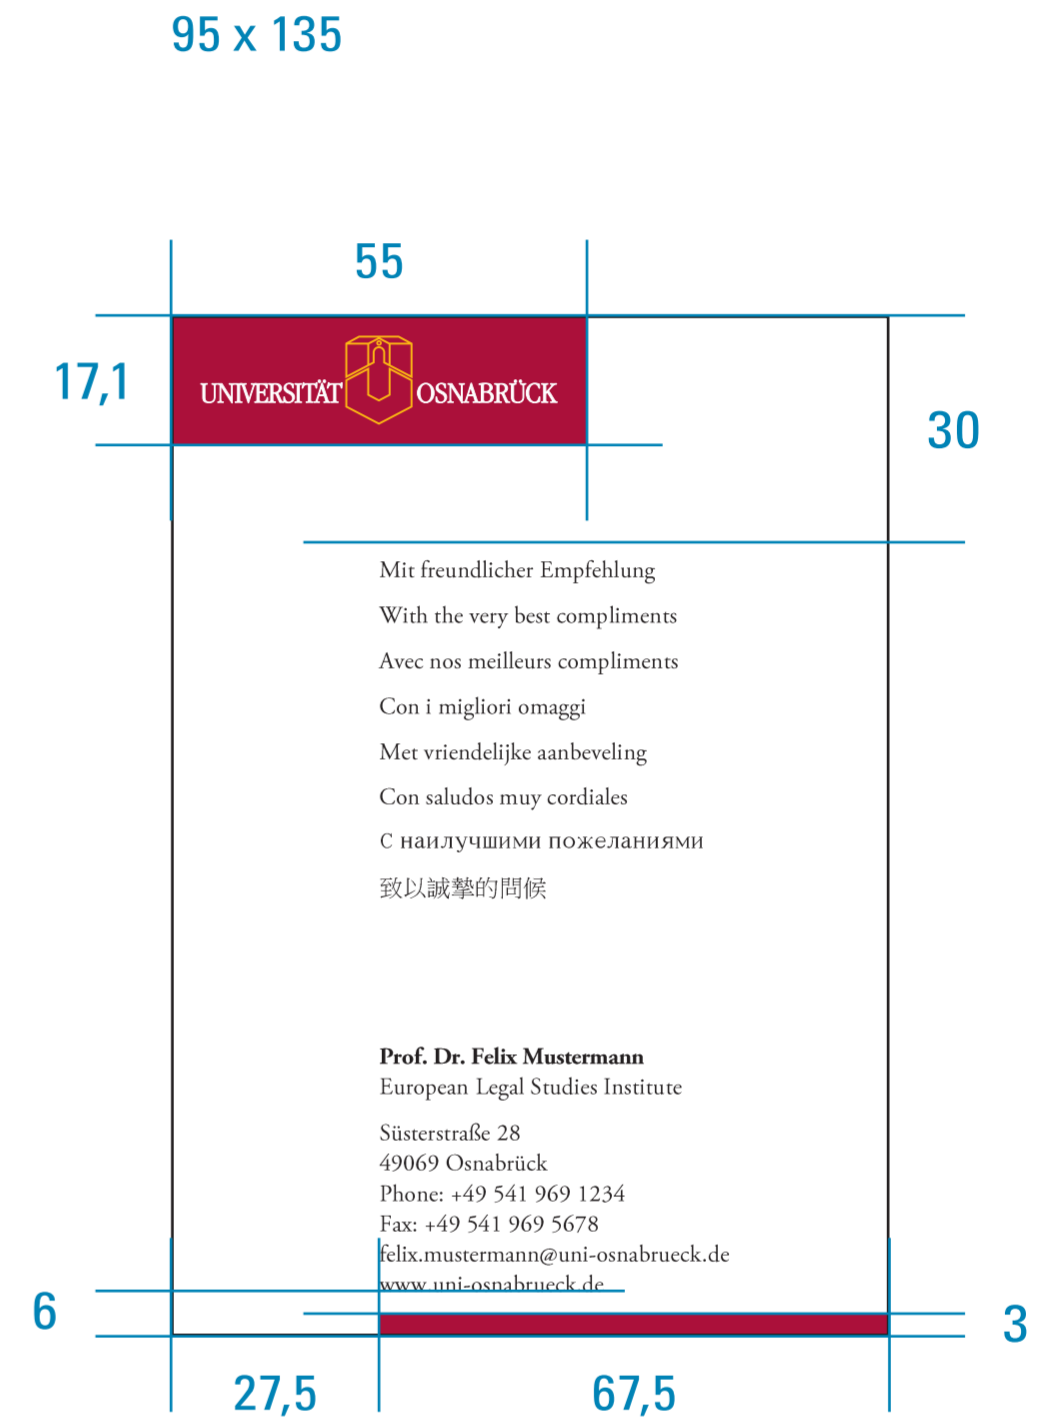 95 x 135
55
17,1
UNIVERSITÄT OSNABRÜCK
30
Mit freundlicher Empfehlung
With the very best compliments
Avec nos meilleurs compliments
Con i migliori omaggi
Met vriendelijke aanbeveling
Con saludos muy cordiales
С наилучшими пожеланиями
致以誠摯的問候
Prof. Dr. Felix Mustermann
European Legal Studies Institute
Süsterstraße 28
49069 Osnabrück
Phone: +49 541 969 1234
Fax: +49 541 969 5678
felix.mustermann@uni-osnabrueck.de
www.uni-osnabrueck.de
6
3
27,5
67,5